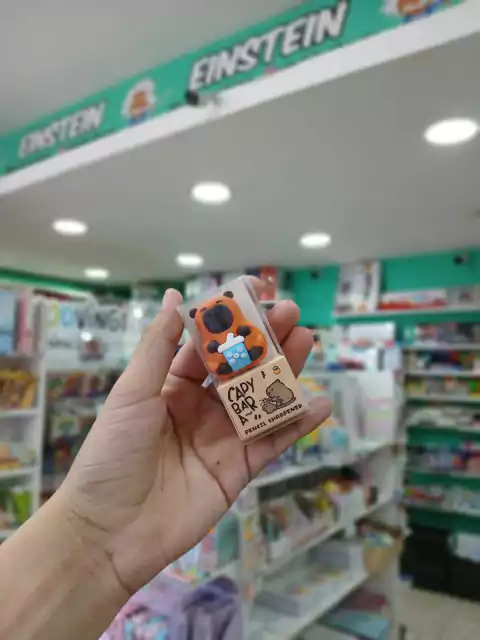 EINSTEIN
EINSTEIN
CAPY
BAR
A
PENCIL SHARPENER